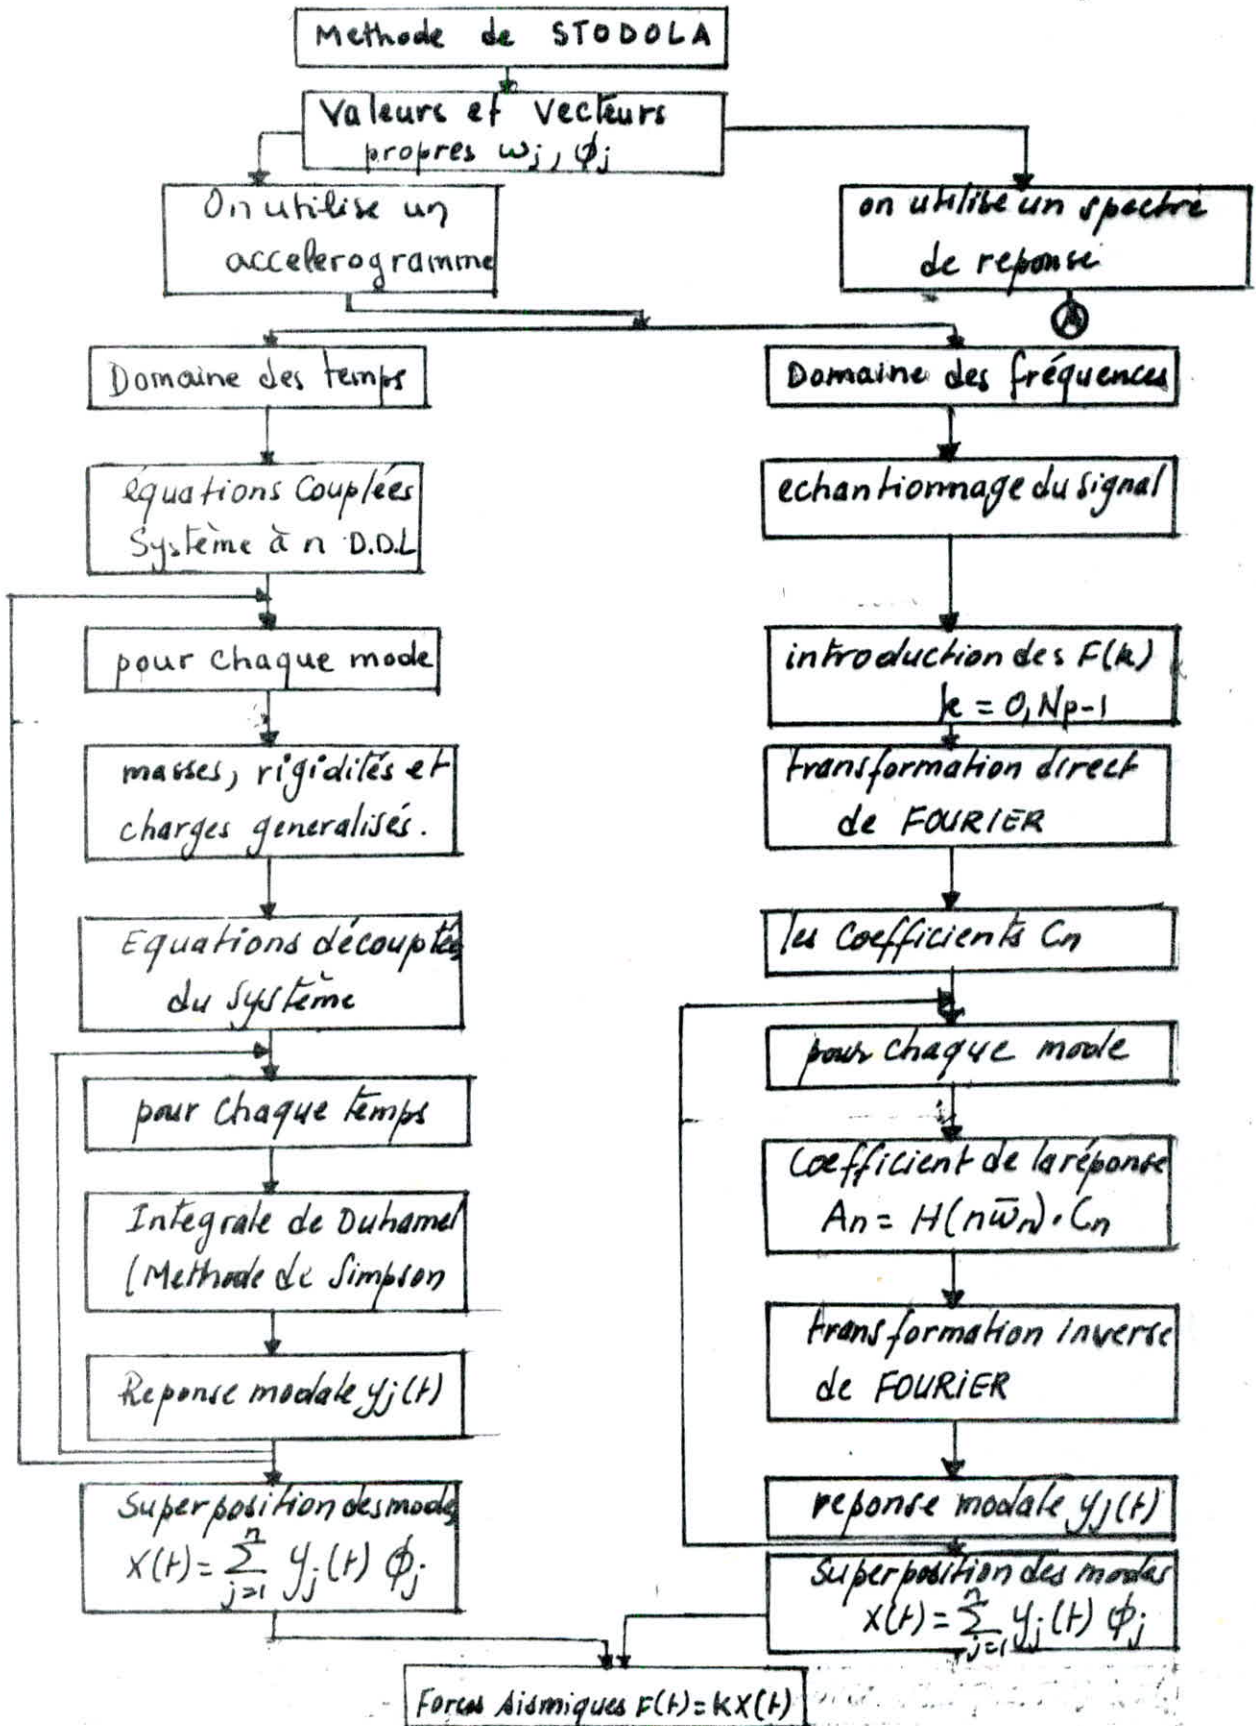 Methode de STODOLA
Valeurs et vecteurs
propres ωj, ϕj
On utilise un
accelerogramme
on utilise un spectre
de reponse
A
Domaine des temps
Domaine des fréquences
équations Couplées
Système à n D.D.L
echantionnage du signal
pour chaque mode
introduction des F(k)
k = 0, Np-1
masses, rigidités et
charges generalisés.
transformation direct
de FOURIER
Equations découplées
du système
les Coefficients Cn
pour chaque temps
pour chaque mode
Integrale de Duhamel
(Methode de Simpson
Coefficient de la réponse
An = H(nω̄n).Cn
Reponse modale yj(t)
transformation inverse
de FOURIER
reponse modale yj(t)
Superposition des modes
X(t) = ∑ⁿj=1 yj(t) ϕj
Superposition des modes
X(t) = ∑ⁿj=1 yj(t) ϕj
Forces sismiques F(t)=KX(t)